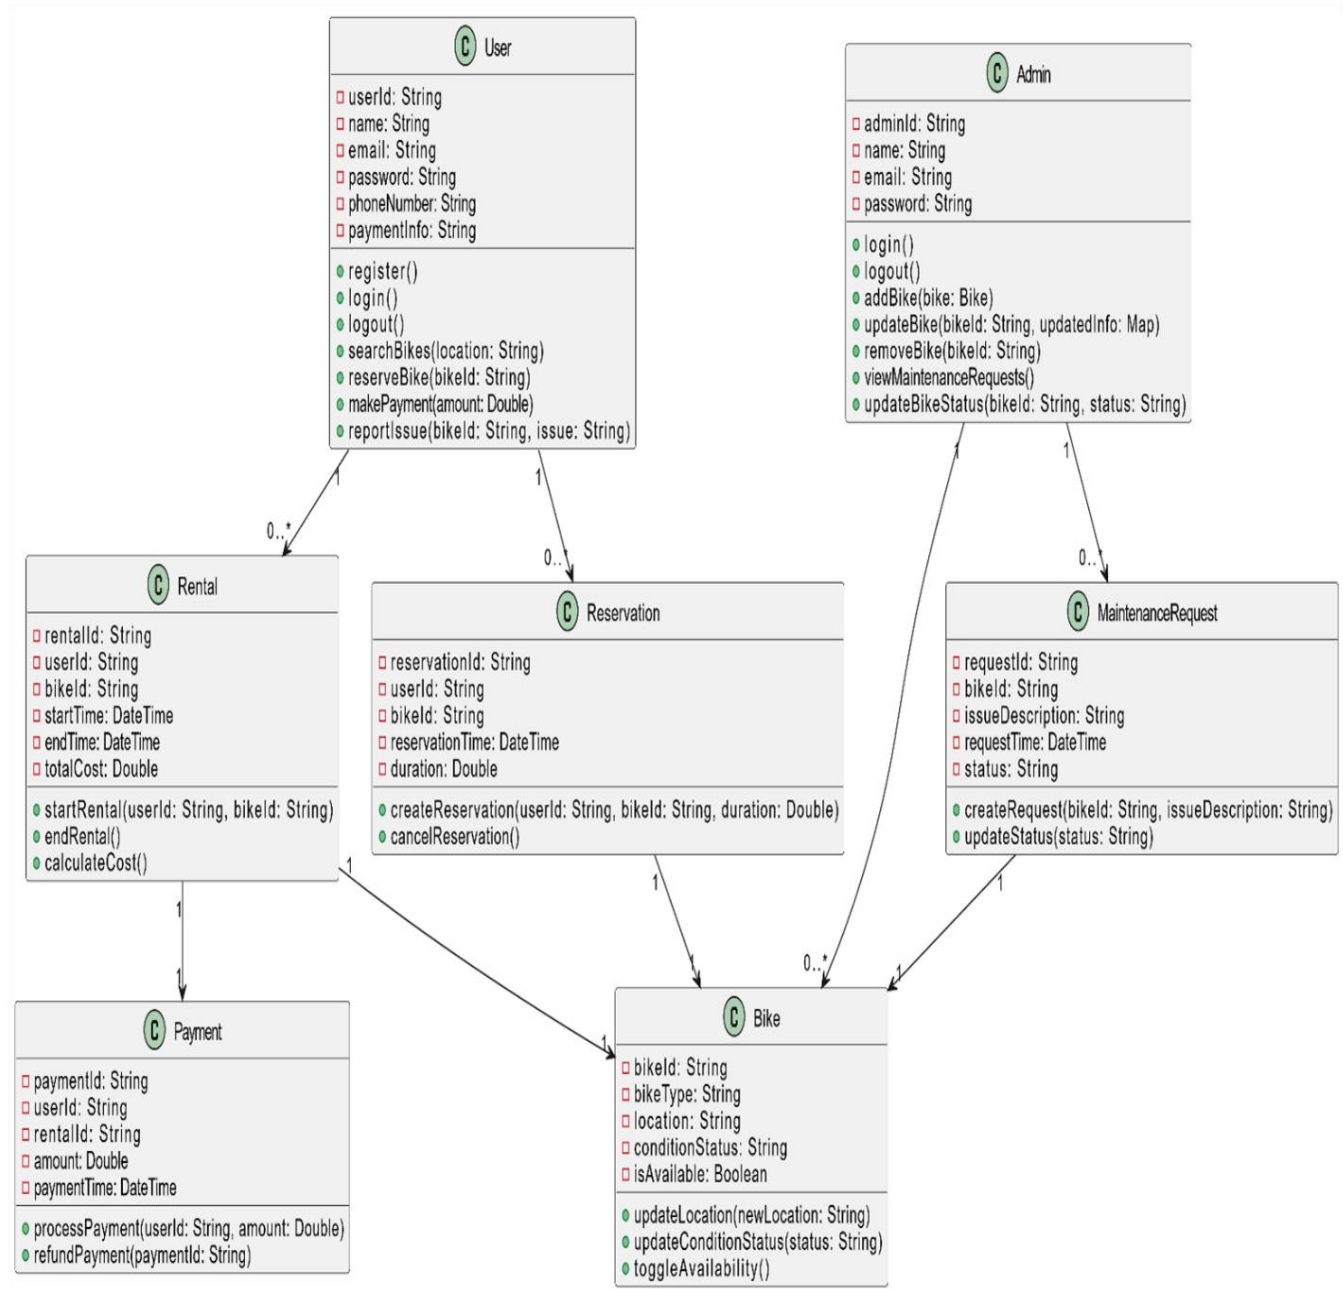 C User
userId: String
name: String
email: String
password: String
phoneNumber: String
paymentInfo: String
register()
login()
logout()
searchBikes(location: String)
reserveBike(bikeId: String)
makePayment(amount: Double)
reportIssue(bikeId: String, issue: String)
C Admin
adminId: String
name: String
email: String
password: String
login()
logout()
addBike(bike: Bike)
updateBike(bikeId: String, updatedInfo: Map)
removeBike(bikeId: String)
viewMaintenanceRequests()
updateBikeStatus(bikeId: String, status: String)
1
0..*
1
0..*
1
1
0..*
C Rental
rentalId: String
userId: String
bikeId: String
startTime: DateTime
endTime: DateTime
totalCost: Double
startRental(userId: String, bikeId: String)
endRental()
calculateCost()
C Reservation
reservationId: String
userId: String
bikeId: String
reservationTime: DateTime
duration: Double
createReservation(userId: String, bikeId: String, duration: Double)
cancelReservation()
C MaintenanceRequest
requestId: String
bikeId: String
issueDescription: String
requestTime: DateTime
status: String
createRequest(bikeId: String, issueDescription: String)
updateStatus(status: String)
1
1
1
1
1
1
0..*
1
1
C Payment
paymentId: String
userId: String
rentalId: String
amount: Double
paymentTime: DateTime
processPayment(userId: String, amount: Double)
refundPayment(paymentId: String)
C Bike
bikeId: String
bikeType: String
location: String
conditionStatus: String
isAvailable: Boolean
updateLocation(newLocation: String)
updateConditionStatus(status: String)
toggleAvailability()